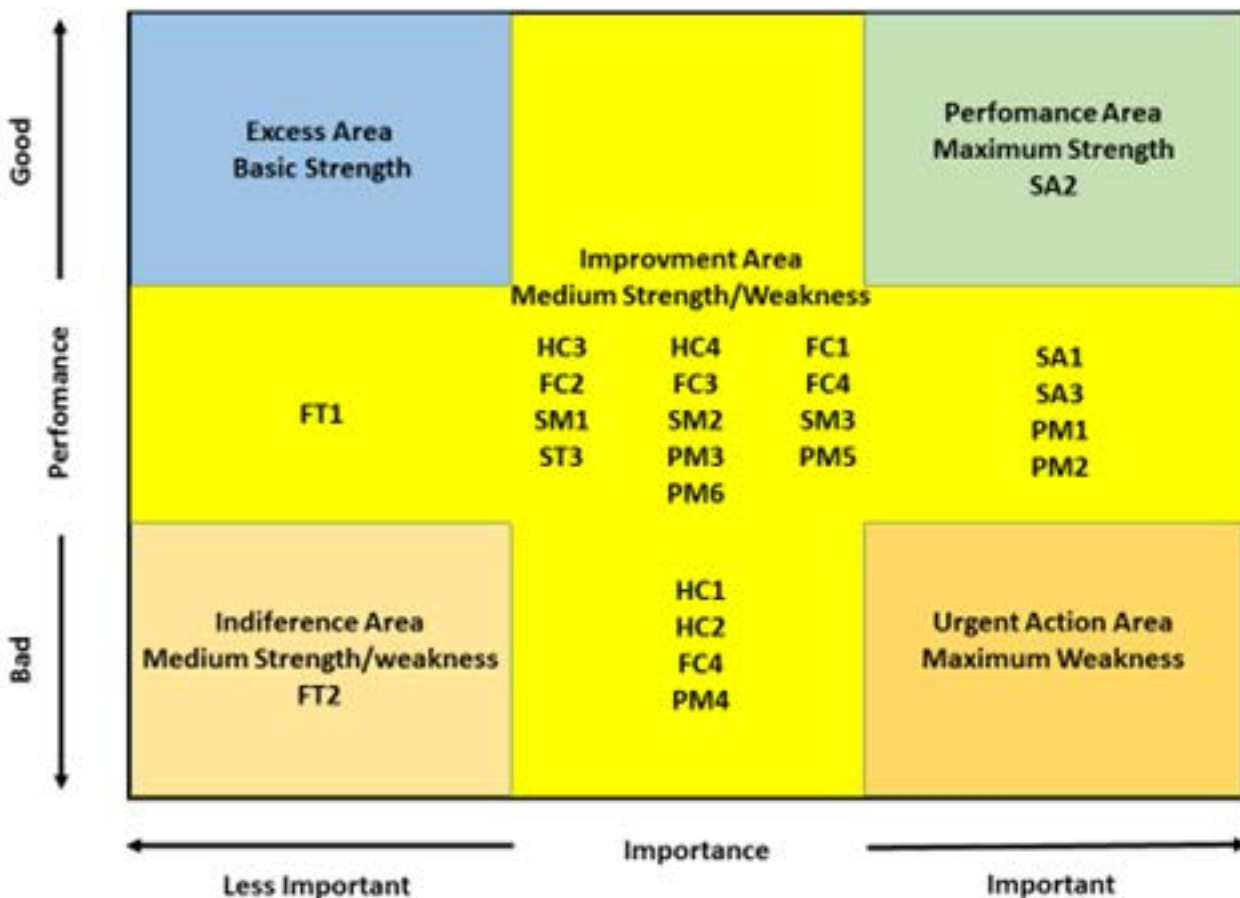 Good
Perfomance
Bad
Excess Area
Basic Strength
Perfomance Area
Maximum Strength
SA2
Improvment Area
Medium Strength/Weakness
HC3 HC4 FC1
FC2 FC3 FC4
SM1 SM2 SM3
ST3 PM3 PM5
PM6
FT1
SA1
SA3
PM1
PM2
Indiference Area
Medium Strength/weakness
FT2
HC1
HC2
FC4
PM4
Urgent Action Area
Maximum Weakness
Importance
Less Important
Important